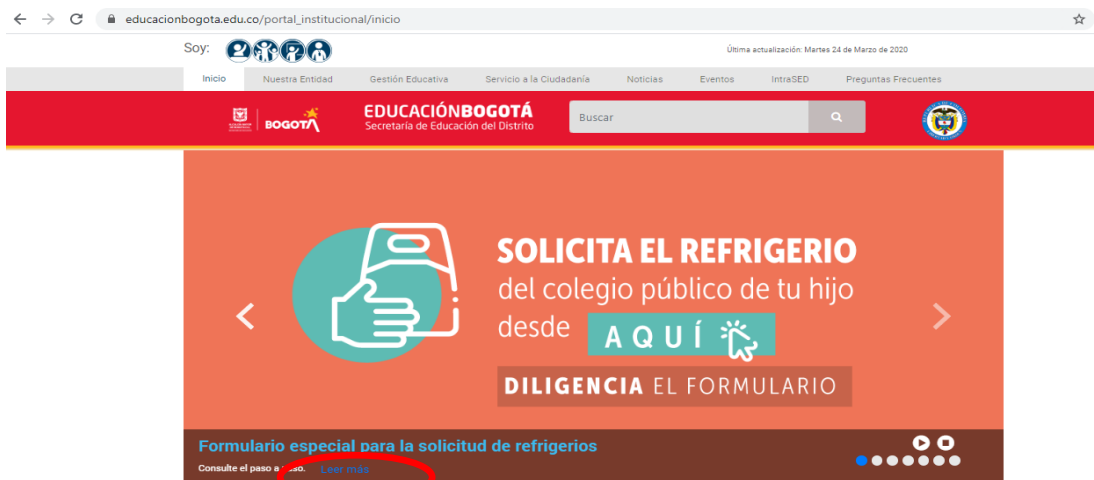 educacionbogota.edu.co/portal_institucional/inicio
Soy:
Última actualización: Martes 24 de Marzo de 2020
Inicio Nuestra Entidad Gestión Educativa Servicio a la Ciudadanía Noticias Eventos IntraSED Preguntas Frecuentes
BOGOTÁ
EDUCACIÓNBOGOTÁ
Secretaría de Educación del Distrito
Buscar
SOLICITA EL REFRIGERIO
del colegio público de tu hijo
desde AQUÍ
DILIGENCIA EL FORMULARIO
Formulario especial para la solicitud de refrigerios
Consulte el paso a paso. Leer más